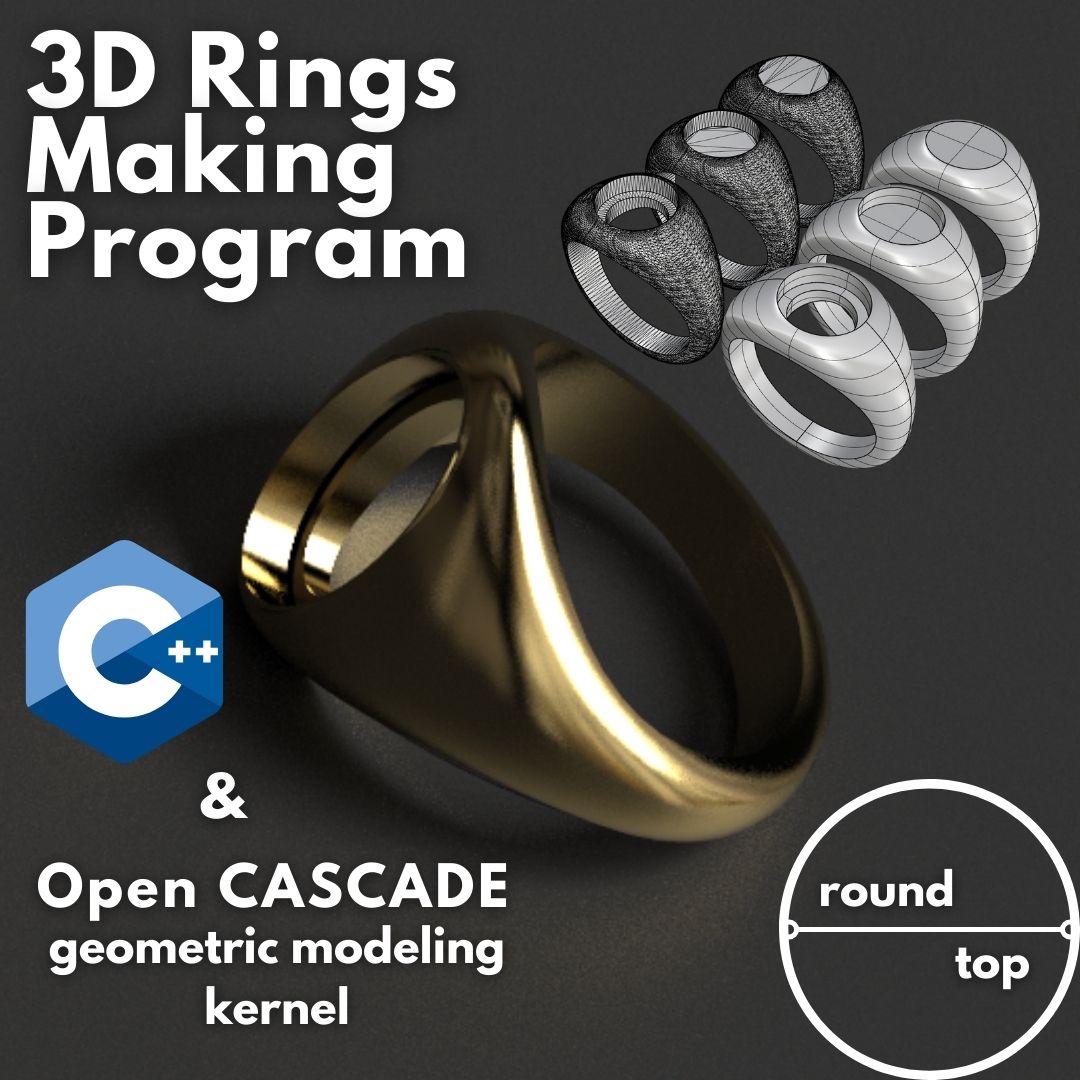 3D Rings
Making
Program
C++
&
Open CASCADE
geometric modeling
kernel
round
top